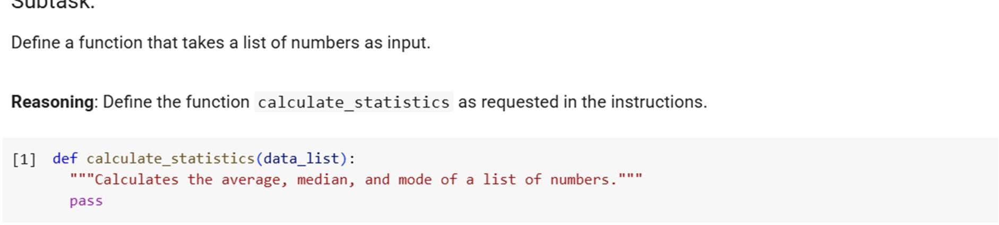 Subtask:
Define a function that takes a list of numbers as input.
Reasoning: Define the function calculate_statistics as requested in the instructions.
[1] def calculate_statistics(data_list):
"""Calculates the average, median, and mode of a list of numbers."""
pass